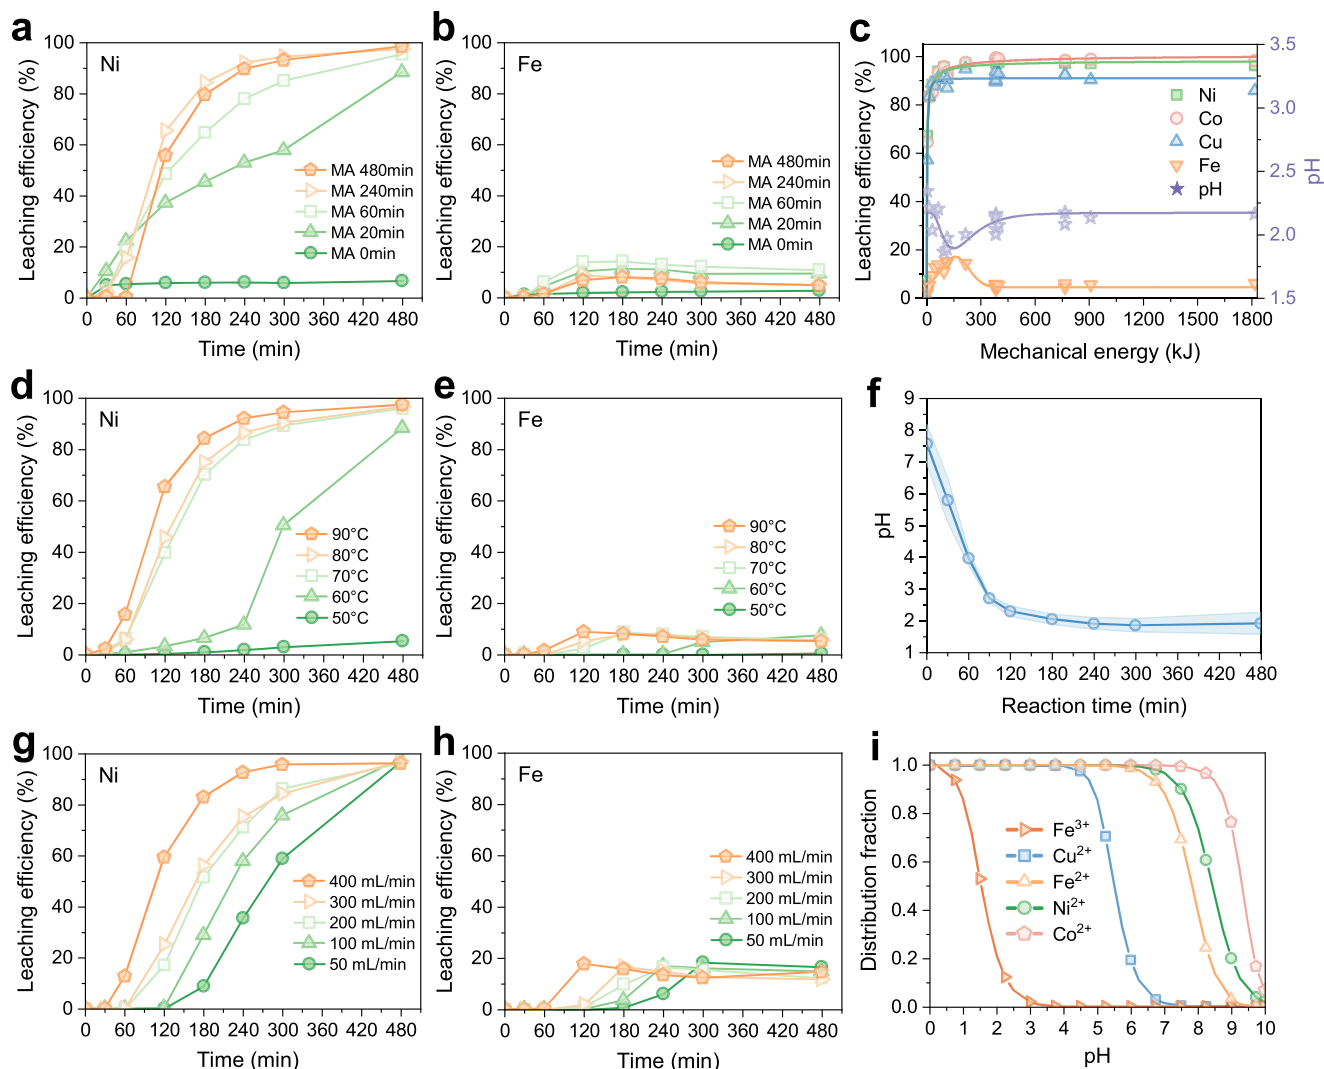 a
Ni
Leaching efficiency (%)
100
80
60
40
20
0
MA 480min
MA 240min
MA 60min
MA 20min
MA 0min
0 60 120 180 240 300 360 420 480
Time (min)
b
Fe
Leaching efficiency (%)
100
80
60
40
20
0
MA 480min
MA 240min
MA 60min
MA 20min
MA 0min
0 60 120 180 240 300 360 420 480
Time (min)
c
Leaching efficiency (%)
100
80
60
40
20
0
Ni
Co
Cu
Fe
pH
3.5
3.0
2.5
2.0
1.5
pH
0 300 600 900 1200 1500 1800
Mechanical energy (kJ)
d
Ni
Leaching efficiency (%)
100
80
60
40
20
0
90°C
80°C
70°C
60°C
50°C
0 60 120 180 240 300 360 420 480
Time (min)
e
Fe
Leaching efficiency (%)
100
80
60
40
20
0
90°C
80°C
70°C
60°C
50°C
0 60 120 180 240 300 360 420 480
Time (min)
f
pH
9
8
7
6
5
4
3
2
1
0 60 120 180 240 300 360 420 480
Reaction time (min)
g
Ni
Leaching efficiency (%)
100
80
60
40
20
0
400 mL/min
300 mL/min
200 mL/min
100 mL/min
50 mL/min
0 60 120 180 240 300 360 420 480
Time (min)
h
Fe
Leaching efficiency (%)
100
80
60
40
20
0
400 mL/min
300 mL/min
200 mL/min
100 mL/min
50 mL/min
0 60 120 180 240 300 360 420 480
Time (min)
i
Distribution fraction
1.0
0.8
0.6
0.4
0.2
0.0
Fe³⁺
Cu²⁺
Fe²⁺
Ni²⁺
Co²⁺
0 1 2 3 4 5 6 7 8 9 10
pH